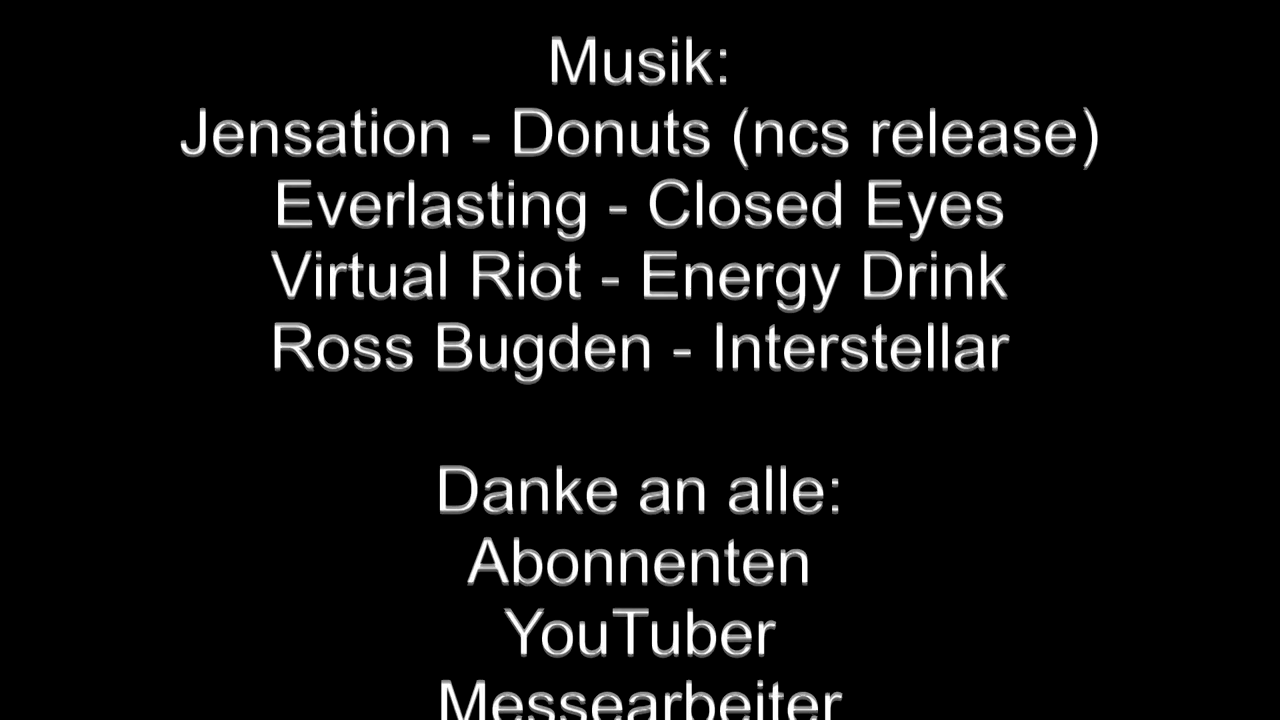 Musik:
Jensation - Donuts (ncs release)
Everlasting - Closed Eyes
Virtual Riot - Energy Drink
Ross Bugden - Interstellar
Danke an alle:
Abonnenten
YouTuber
Messearbeiter